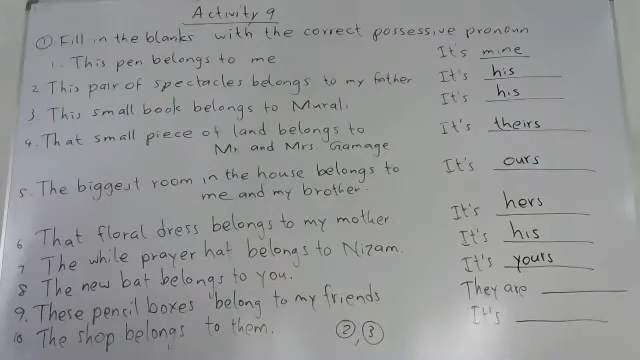 Activity 9
① Fill in the blanks with the correct possessive pronoun
1. This pen belongs to me It's mine
2 This pair of spectacles belongs to my father It's his
3. This small book belongs to Murali. It's his
4. That small piece of land belongs to It's theirs
Mr and Mrs. Gamage
5. The biggest room in the house belongs to It's ours
me and my brother.
6 That floral dress belongs to my mother. It's hers
7 The while prayer hat belongs to Nizam. It's his
8 The new bat belongs to you. It's yours
9. These pencil boxes belong to my friends They are ________
10 The shop belongs to them. It's ________
②, ③